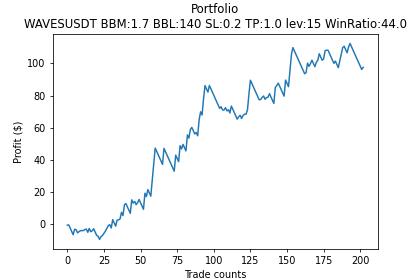 Portfolio
WAVESUSDT BBM:1.7 BBL:140 SL:0.2 TP:1.0 lev:15 WinRatio:44.0
Profit ($)
100
80
60
40
20
0
0 25 50 75 100 125 150 175 200
Trade counts